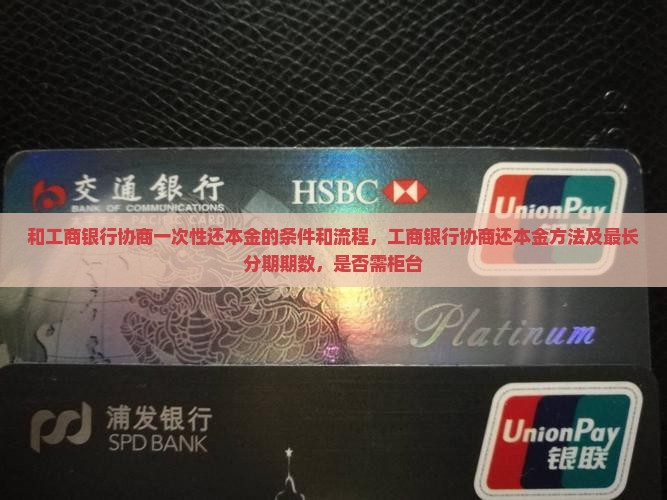 交通銀行
BANK OF COMMUNICATIONS
HSBC
UnionPay
和工商银行协商一次性还本金的条件和流程，工商银行协商还本金方法及最长
分期期数，是否需柜台
Platinum
浦发银行
SPD BANK
UnionPay
银联